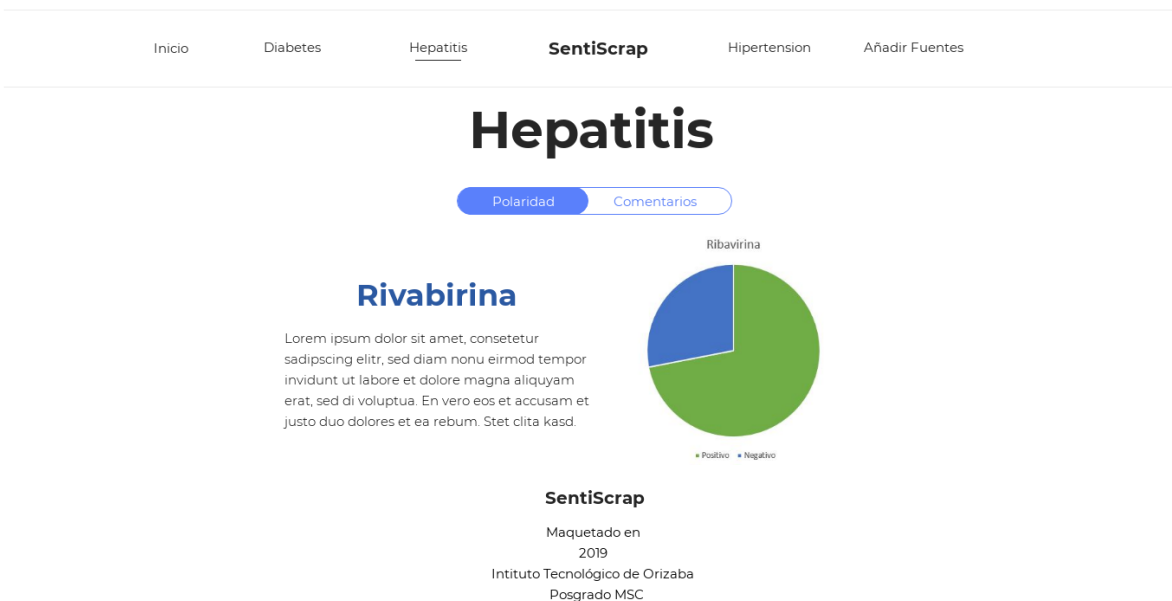 Inicio Diabetes Hepatitis SentiScrap Hipertension Añadir Fuentes
Hepatitis
Polaridad Comentarios
Rivabirina
Lorem ipsum dolor sit amet, consetetur
sadipscing elitr, sed diam nonu eirmod tempor
invidunt ut labore et dolore magna aliquyam
erat, sed di voluptua. En vero eos et accusam et
justo duo dolores et ea rebum. Stet clita kasd.
Ribavirina
Positivo Negativo
SentiScrap
Maquetado en
2019
Intituto Tecnológico de Orizaba
Posgrado MSC